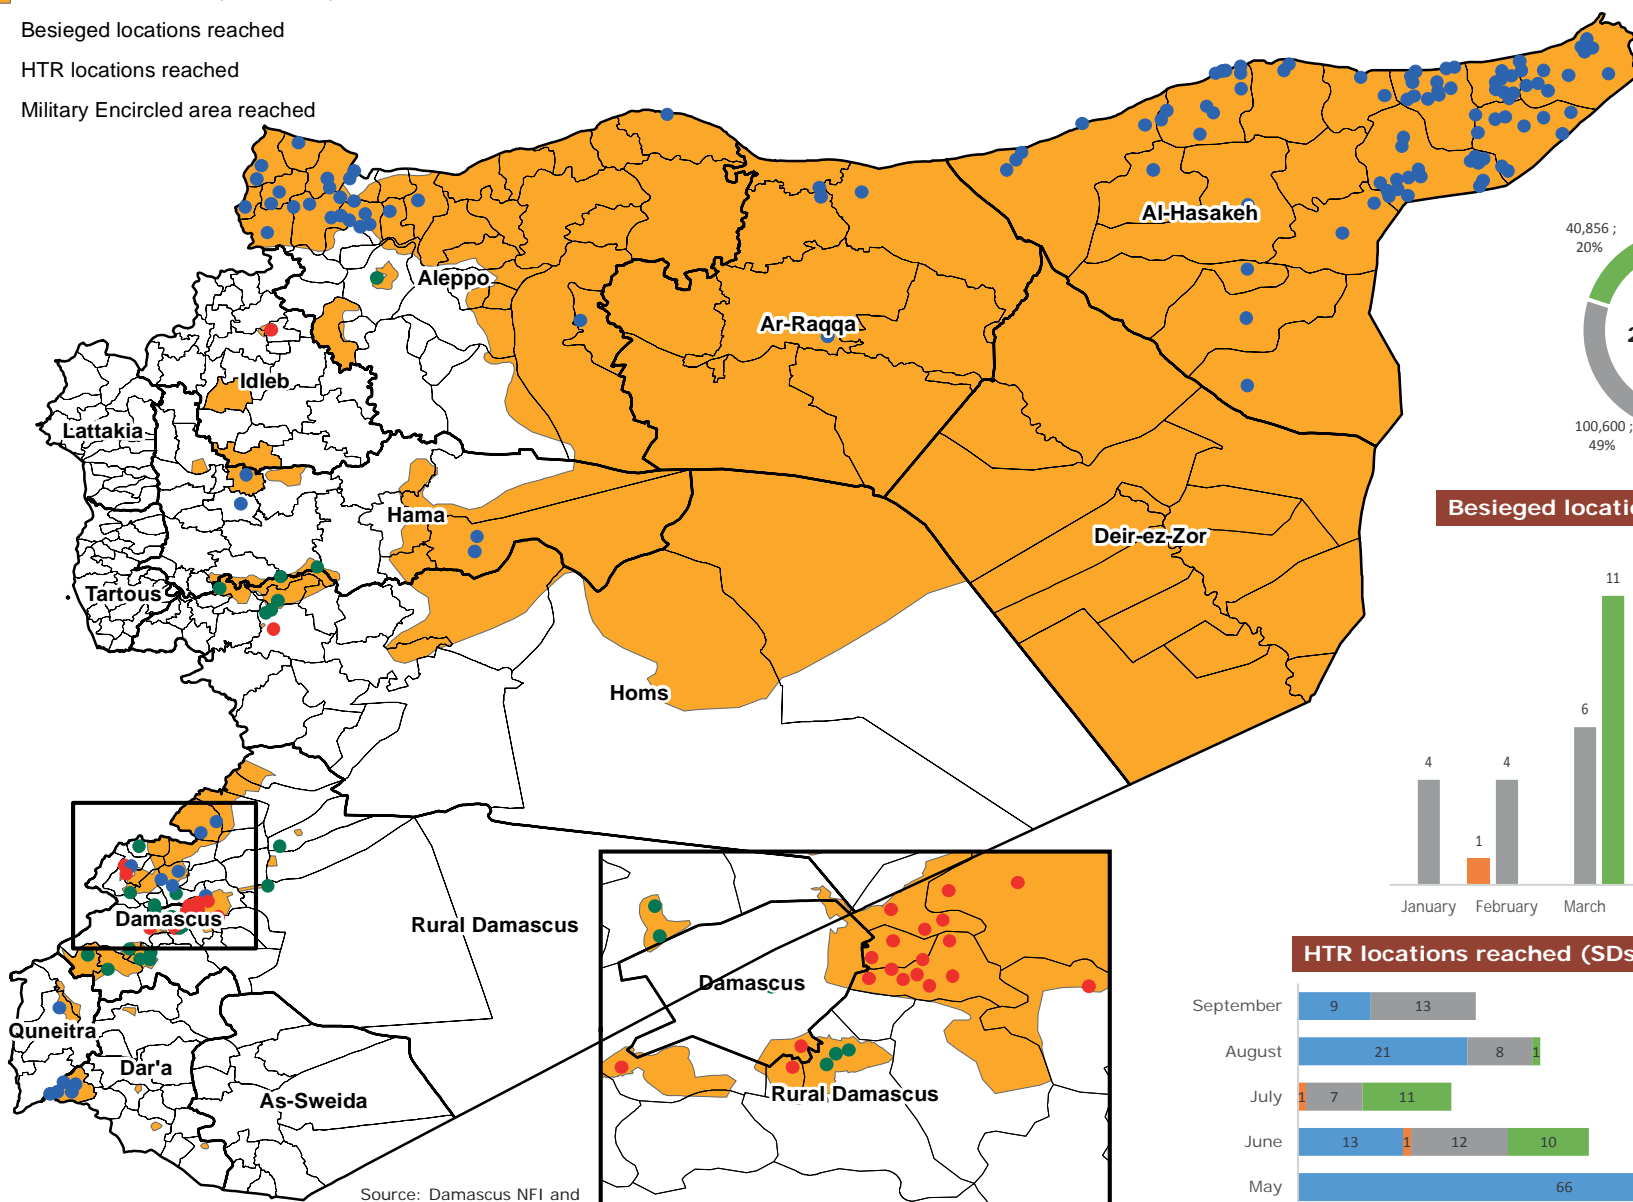 Besieged locations reached
HTR locations reached
Military Encircled area reached
Al-Hasakeh
Aleppo
Ar-Raqqa
Idleb
Lattakia
Hama
Deir-ez-Zor
Tartous
Homs
Damascus
Rural Damascus
Quneitra
Dar'a
As-Sweida
Damascus
Rural Damascus
Source: Damascus NFI and
40,856 ;
20%
2
100,600 ;
49%
Besieged locatio
11
6
4
4
1
January
February
March
HTR locations reached (SDs
September
9
13
August
21
8
1
July
1
7
11
June
13
1
12
10
May
66